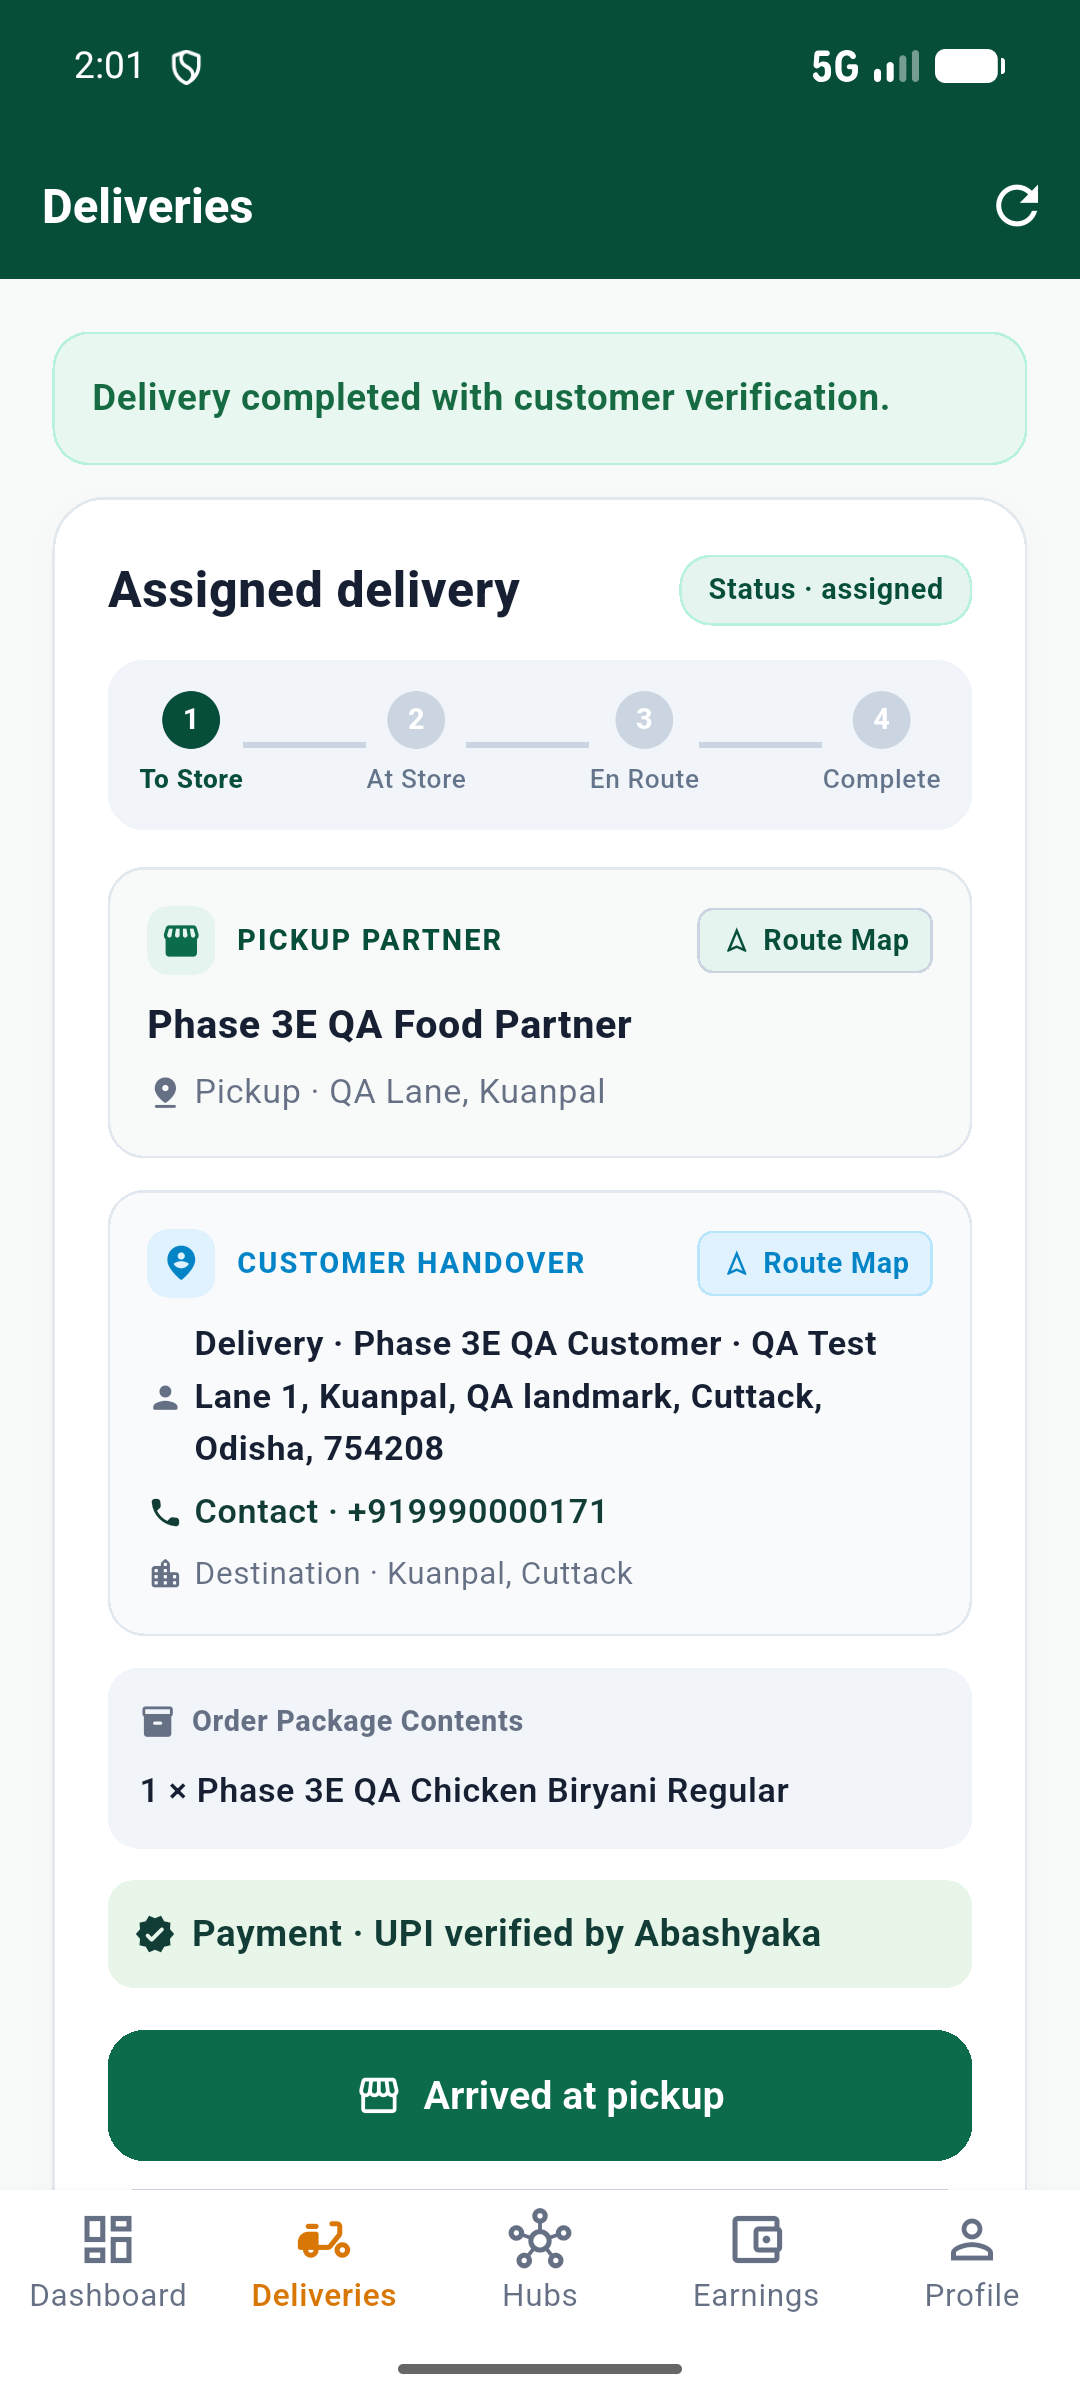 2:01
5G
Deliveries
Delivery completed with customer verification.
Assigned delivery
Status · assigned
1
2
3
4
To Store
At Store
En Route
Complete
PICKUP PARTNER
Route Map
Phase 3E QA Food Partner
Pickup · QA Lane, Kuanpal
CUSTOMER HANDOVER
Route Map
Delivery · Phase 3E QA Customer · QA Test
Lane 1, Kuanpal, QA landmark, Cuttack,
Odisha, 754208
Contact · +919990000171
Destination · Kuanpal, Cuttack
Order Package Contents
1 × Phase 3E QA Chicken Biryani Regular
Payment · UPI verified by Abashyaka
Arrived at pickup
Dashboard
Deliveries
Hubs
Earnings
Profile